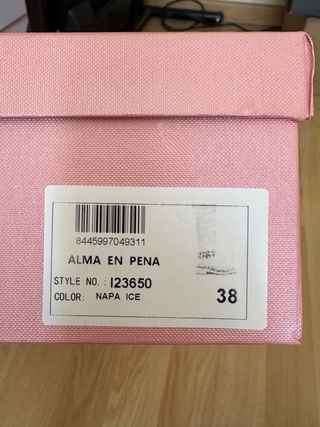 8445997049311
ALMA EN PENA
STYLE NO. : I23650
COLOR: NAPA ICE
38